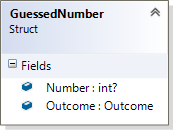 GuessedNumber
Struct
Fields
Number : int?
Outcome : Outcome